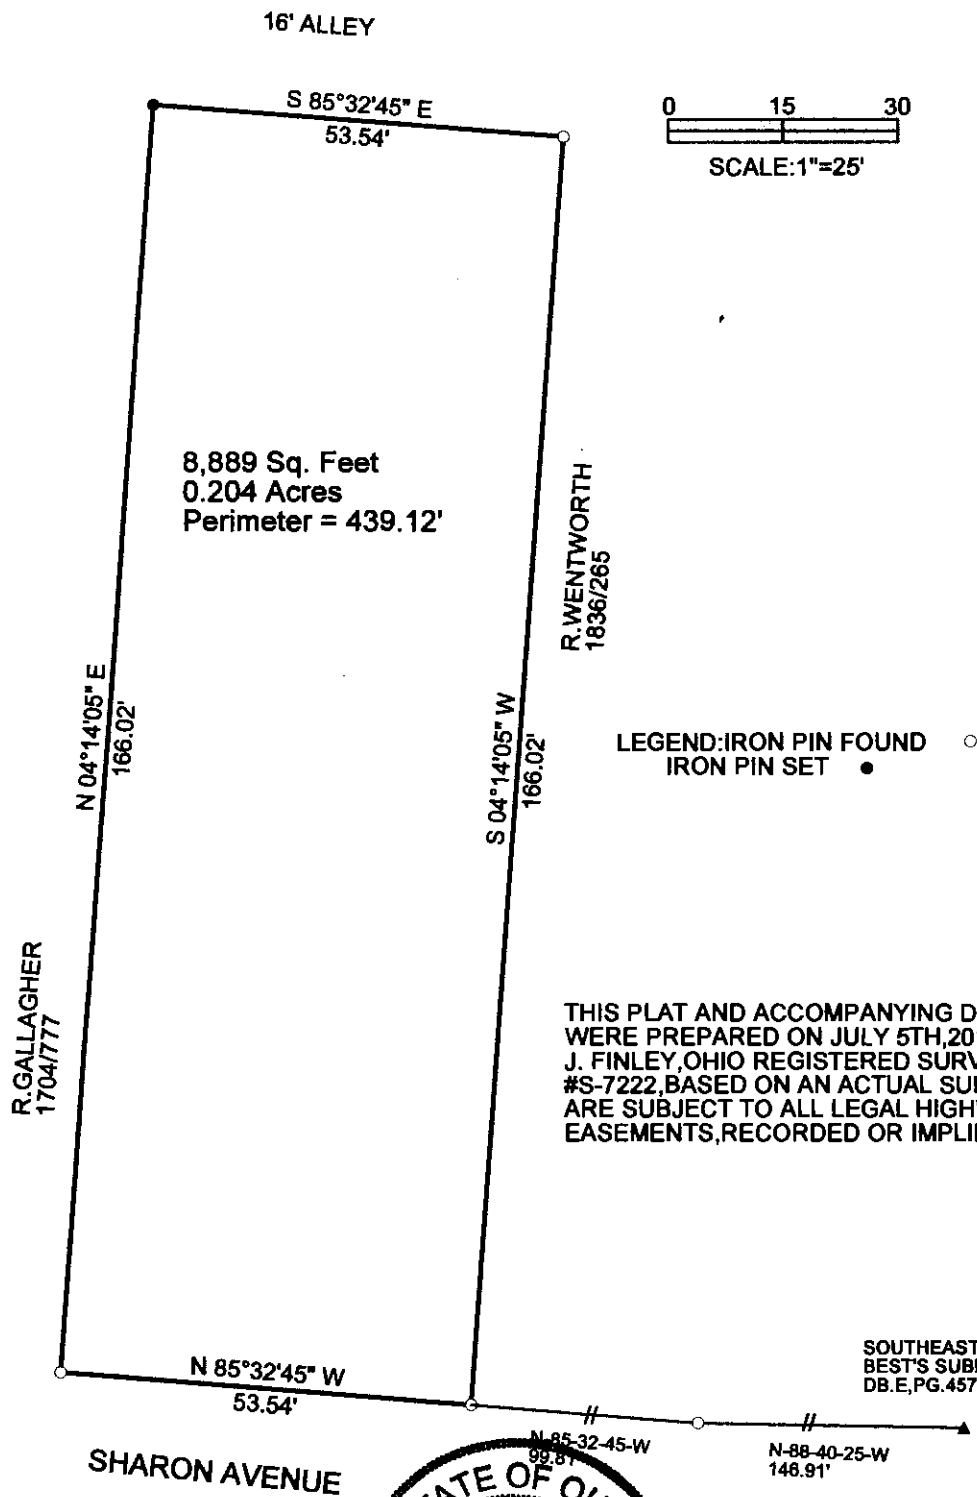 16' ALLEY
S 85°32'45" E
53.54'
0 15 30
SCALE:1"=25'
8,889 Sq. Feet
0.204 Acres
Perimeter = 439.12'
R.WENTWORTH
1836/265
N 04°14'05" E
166.02'
S 04°14'05" W
166.02'
LEGEND:IRON PIN FOUND
IRON PIN SET
R.GALLAGHER
1704/777
THIS PLAT AND ACCOMPANYING D
WERE PREPARED ON JULY 5TH,20
J. FINLEY,OHIO REGISTERED SURV
#S-7222,BASED ON AN ACTUAL SU
ARE SUBJECT TO ALL LEGAL HIGH
EASEMENTS,RECORDED OR IMPLI
SOUTHEAST
BEST'S SUB
DB.E,PG.457
N 85°32'45" W
53.54'
N-85-32-45-W
99.81'
N-88-40-25-W
146.91'
SHARON AVENUE
ATE OF O